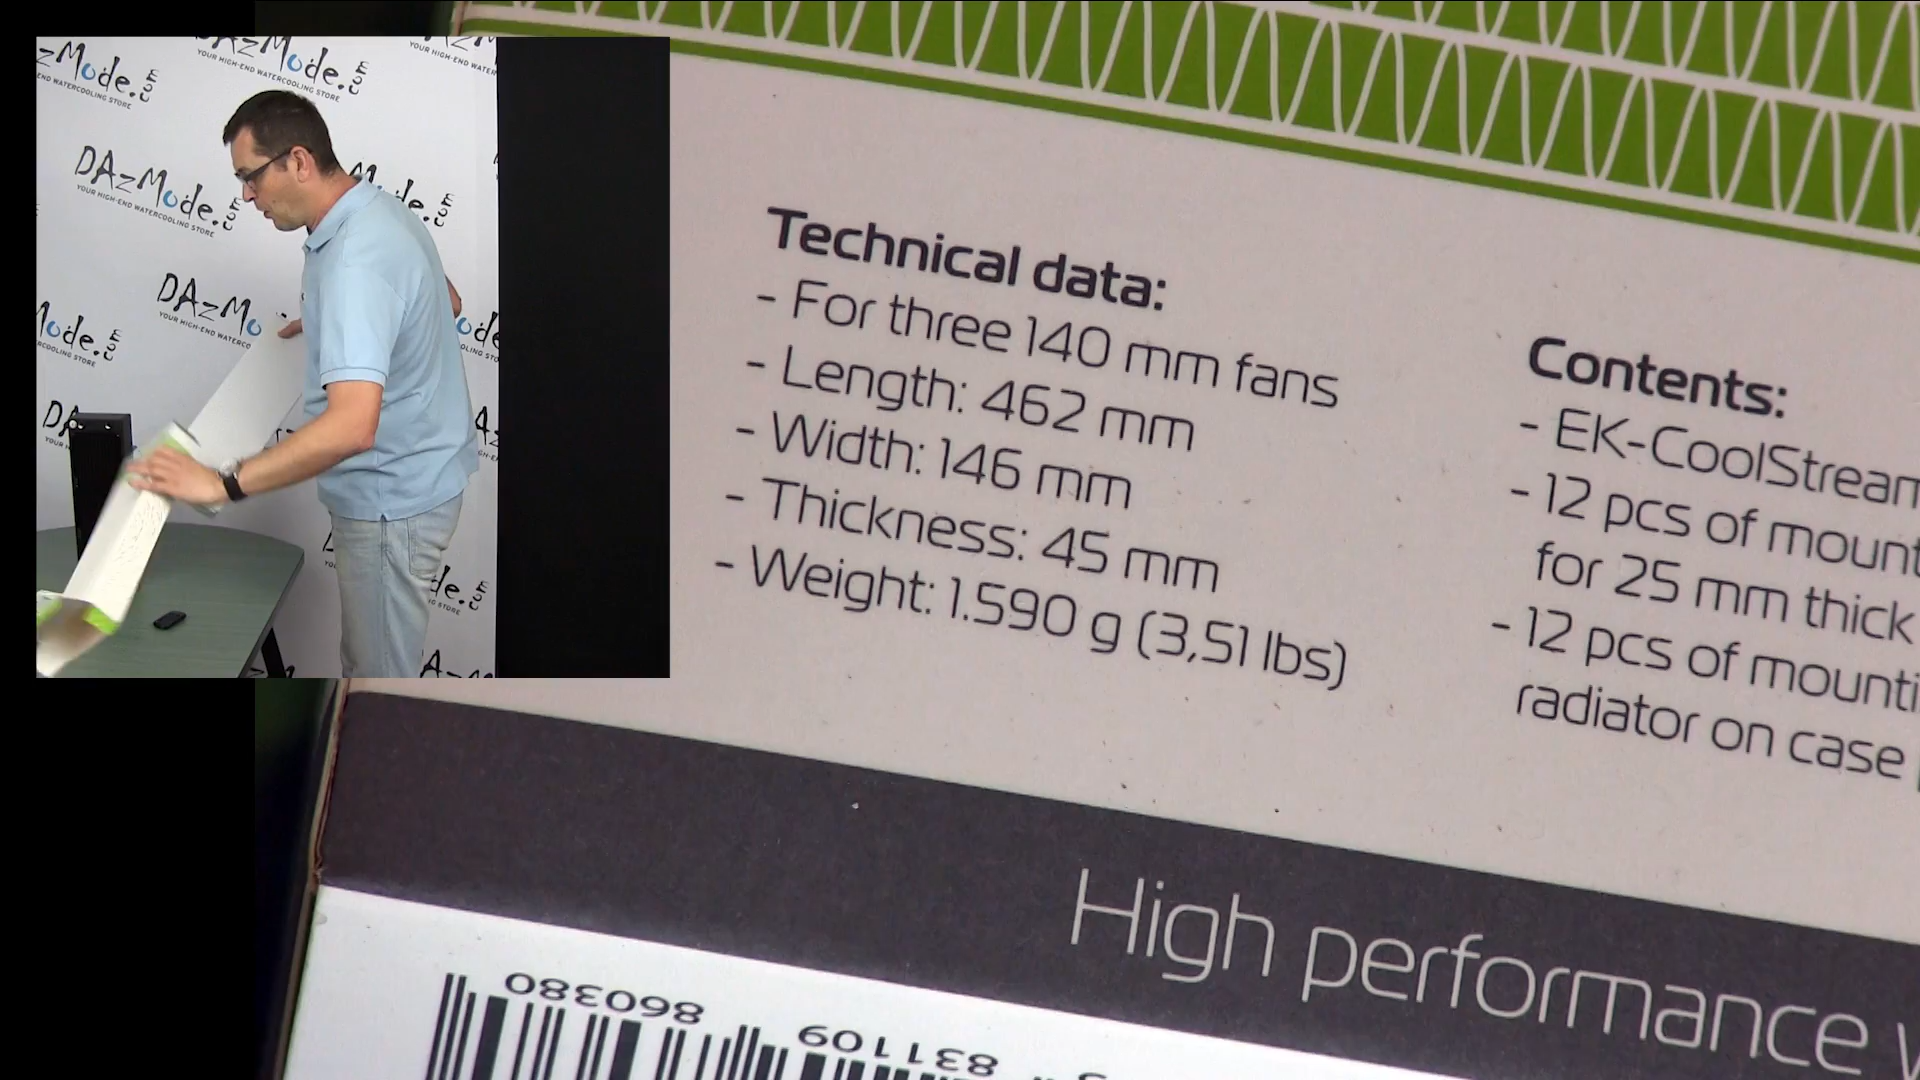 DAzMode.com
YOUR HIGH-END WATERCOOLING STORE
Technical data:
- For three 140 mm fans
- Length: 462 mm
- Width: 146 mm
- Thickness: 45 mm
- Weight: 1.590 g (3,51 lbs)
Contents:
- EK-CoolStream
- 12 pcs of mount
for 25 mm thick
- 12 pcs of mounti
radiator on case
High performance
831109 860380